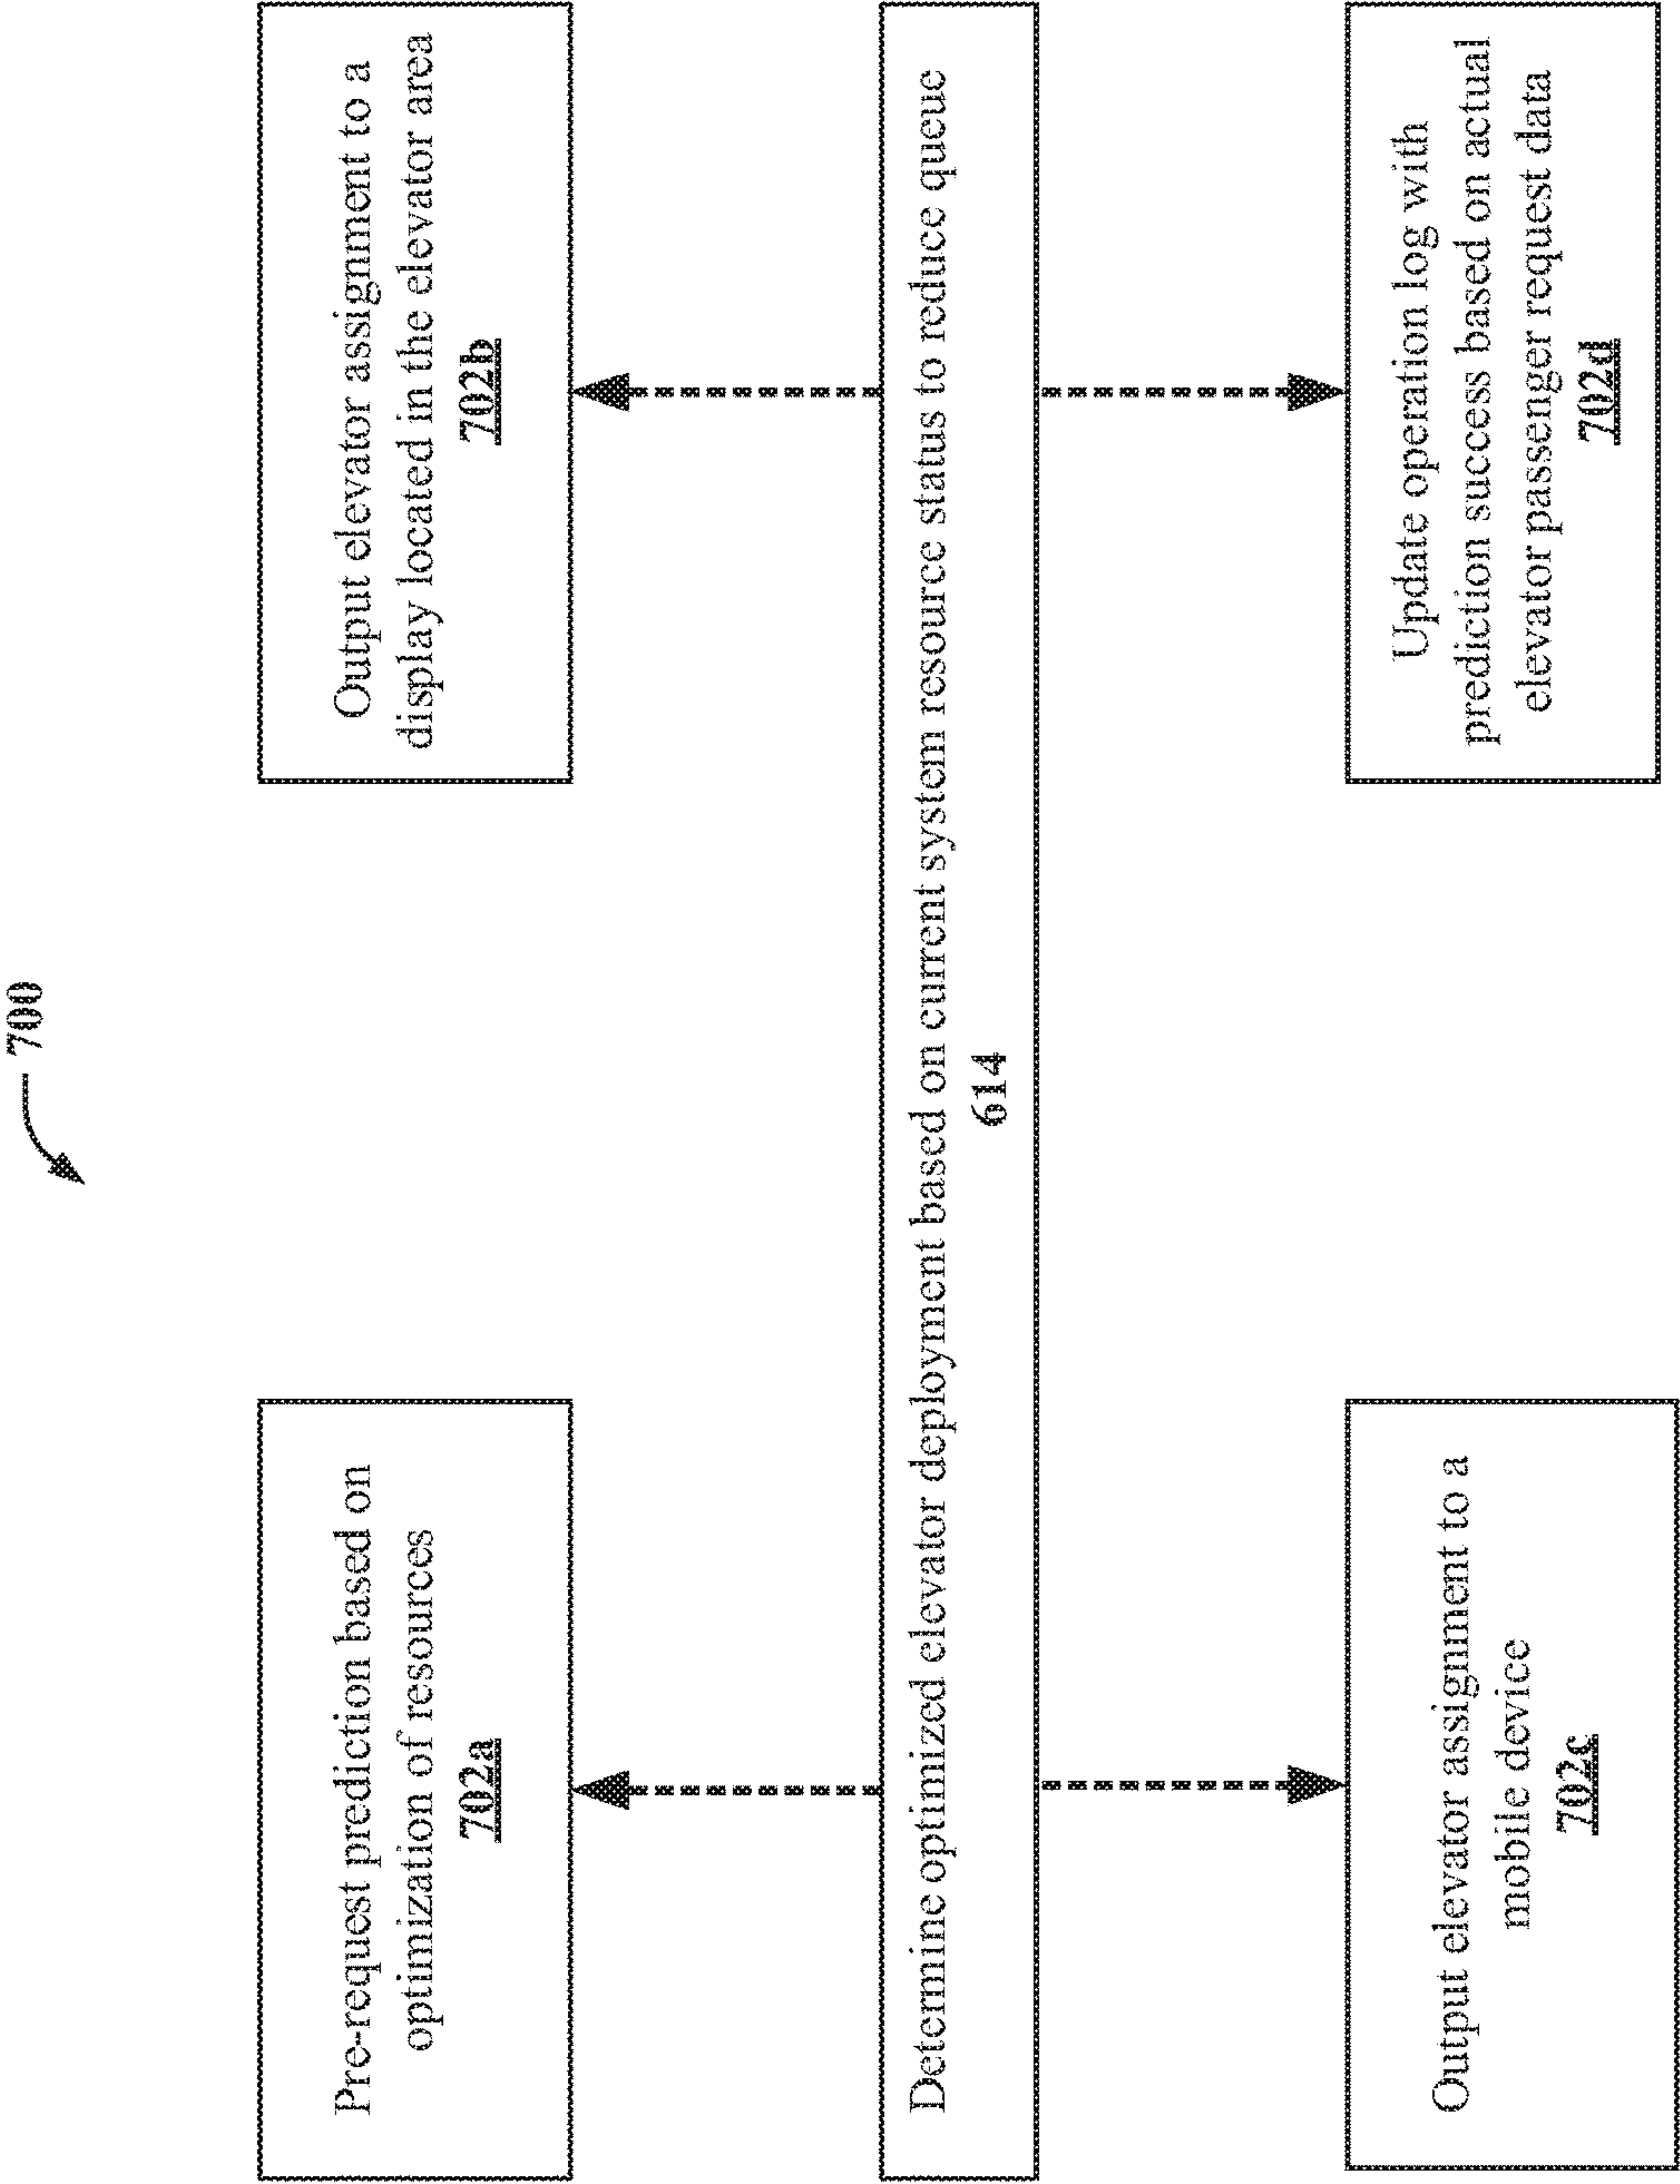 700
Pre-request prediction based on
optimization of resources
702a
Output elevator assignment to a
display located in the elevator area
702b
Determine optimized elevator deployment based on current system resource status to reduce queue
614
Output elevator assignment to a
mobile device
702c
Update operation log with
prediction success based on actual
elevator passenger request data
702d